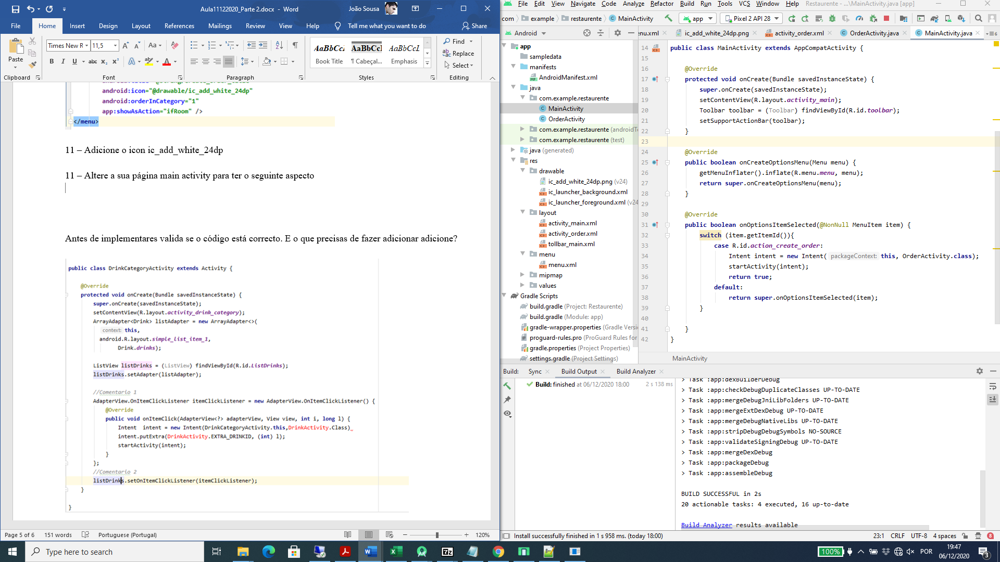 Aula11122020_Parte 2.docx - Word
João Sousa
File Home Insert Design Layout References Mailings Review View Help Tell me what you want to do Share
Paste
Clipboard
Times New R 11,5
Font
Paragraph
AaBbCcI AaBbCcI AaBbCcL
Book Title ¶ Cabeçal... Emphasis
Styles
Find
Replace
Select
Editing
android:icon="@drawable/ic_add_white_24dp"
android:orderInCategory="1"
app:showAsAction="ifRoom" />
</menu>
11 – Adicione o icon ic_add_white_24dp
11 – Altere a sua página main activity para ter o seguinte aspecto
Antes de implementares valida se o código está correcto. E o que precisas de fazer adicionar adicione?
public class DrinkCategoryActivity extends Activity {
@Override
protected void onCreate(Bundle savedInstanceState) {
super.onCreate(savedInstanceState);
setContentView(R.layout.activity_drink_category);
ArrayAdapter<Drink> listAdapter = new ArrayAdapter<>(
context: this,
android.R.layout.simple_list_item_1,
Drink.drinks);
ListView listDrinks = (ListView) findViewById(R.id.ListDrinks);
listDrinks.setAdapter(listAdapter);
//Comentario 1
AdapterView.OnItemClickListener itemClickListener = new AdapterView.OnItemClickListener() {
@Override
public void onItemClick(AdapterView<?> adapterView, View view, int i, long l) {
Intent intent = new Intent(DrinkCategoryActivity.this,DrinkActivity.Class)
intent.putExtra(DrinkActivity.EXTRA_DRINKID, (int) l);
startActivity(intent);
}
};
//Comentario 2
listDrinks.setOnItemClickListener(itemClickListener);
}
}
Page 5 of 6 151 words Portuguese (Portugal) 120%
File Edit View Navigate Code Analyze Refactor Build Run Tools VCS Window Help Restaurente - ...\MainActivity.java [app]
com example restaurente MainActivity app Pixel 2 API 28
Android
enu.xml ic_add_white_24dp.png activity_order.xml OrderActivity.java MainActivity.java 6
app
sampledata
manifests
AndroidManifest.xml
java
com.example.restaurente
MainActivity
OrderActivity
com.example.restaurente (androidTe
com.example.restaurente (test)
java (generated)
res
drawable
ic_add_white_24dp.png (v24)
ic_launcher_background.xml
ic_launcher_foreground.xml (v24
layout
activity_main.xml
activity_order.xml
tollbar_main.xml
menu
menu.xml
mipmap
values
Gradle Scripts
build.gradle (Project: Restaurente)
build.gradle (Module: app)
gradle-wrapper.properties (Gradle Versi
proguard-rules.pro (ProGuard Rules for
gradle.properties (Project Properties)
settings.gradle (Project Settings)
14 public class MainActivity extends AppCompatActivity {
15
16 @Override
17 protected void onCreate(Bundle savedInstanceState) {
18 super.onCreate(savedInstanceState);
19 setContentView(R.layout.activity_main);
20 Toolbar toolbar = (Toolbar) findViewById(R.id.toolbar);
21 setSupportActionBar(toolbar);
22 }
23
24 @Override
25 public boolean onCreateOptionsMenu(Menu menu) {
26 getMenuInflater().inflate(R.menu.menu, menu);
27 return super.onCreateOptionsMenu(menu);
28 }
29
30 @Override
31 public boolean onOptionsItemSelected(@NonNull MenuItem item) {
32 switch (item.getItemId()){
33 case R.id.action_create_order:
34 Intent intent = new Intent( packageContext: this, OrderActivity.class);
35 startActivity(intent);
36 return true;
37 default:
38 return super.onOptionsItemSelected(item);
39 }
40
41 }
42 }
MainActivity
Build: Sync Build Output Build Analyzer
Build: finished at 06/12/2020 18:00 2 s 138 ms
> Task :app:dexBuilderDebug
> Task :app:checkDebugDuplicateClasses UP-TO-DATE
> Task :app:mergeDebugJniLibFolders UP-TO-DATE
> Task :app:mergeExtDexDebug UP-TO-DATE
> Task :app:mergeDebugNativeLibs UP-TO-DATE
> Task :app:stripDebugDebugSymbols NO-SOURCE
> Task :app:validateSigningDebug UP-TO-DATE
> Task :app:mergeDexDebug
> Task :app:packageDebug
> Task :app:assembleDebug
BUILD SUCCESSFUL in 2s
20 actionable tasks: 4 executed, 16 up-to-date
Build Analyzer results available
Install successfully finished in 1 s 958 ms. (today 18:00) 23:1 CRLF UTF-8 4 spaces 8
Type here to search
100% POR 19:47
06/12/2020 3